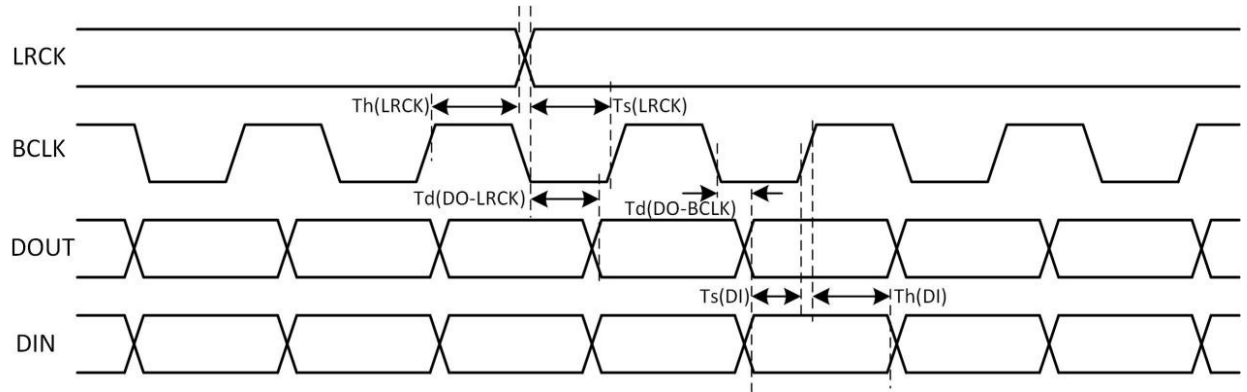 LRCK
Th(LRCK)
Ts(LRCK)
BCLK
Td(DO-LRCK)
Td(DO-BCLK)
DOUT
Ts(DI)
Th(DI)
DIN